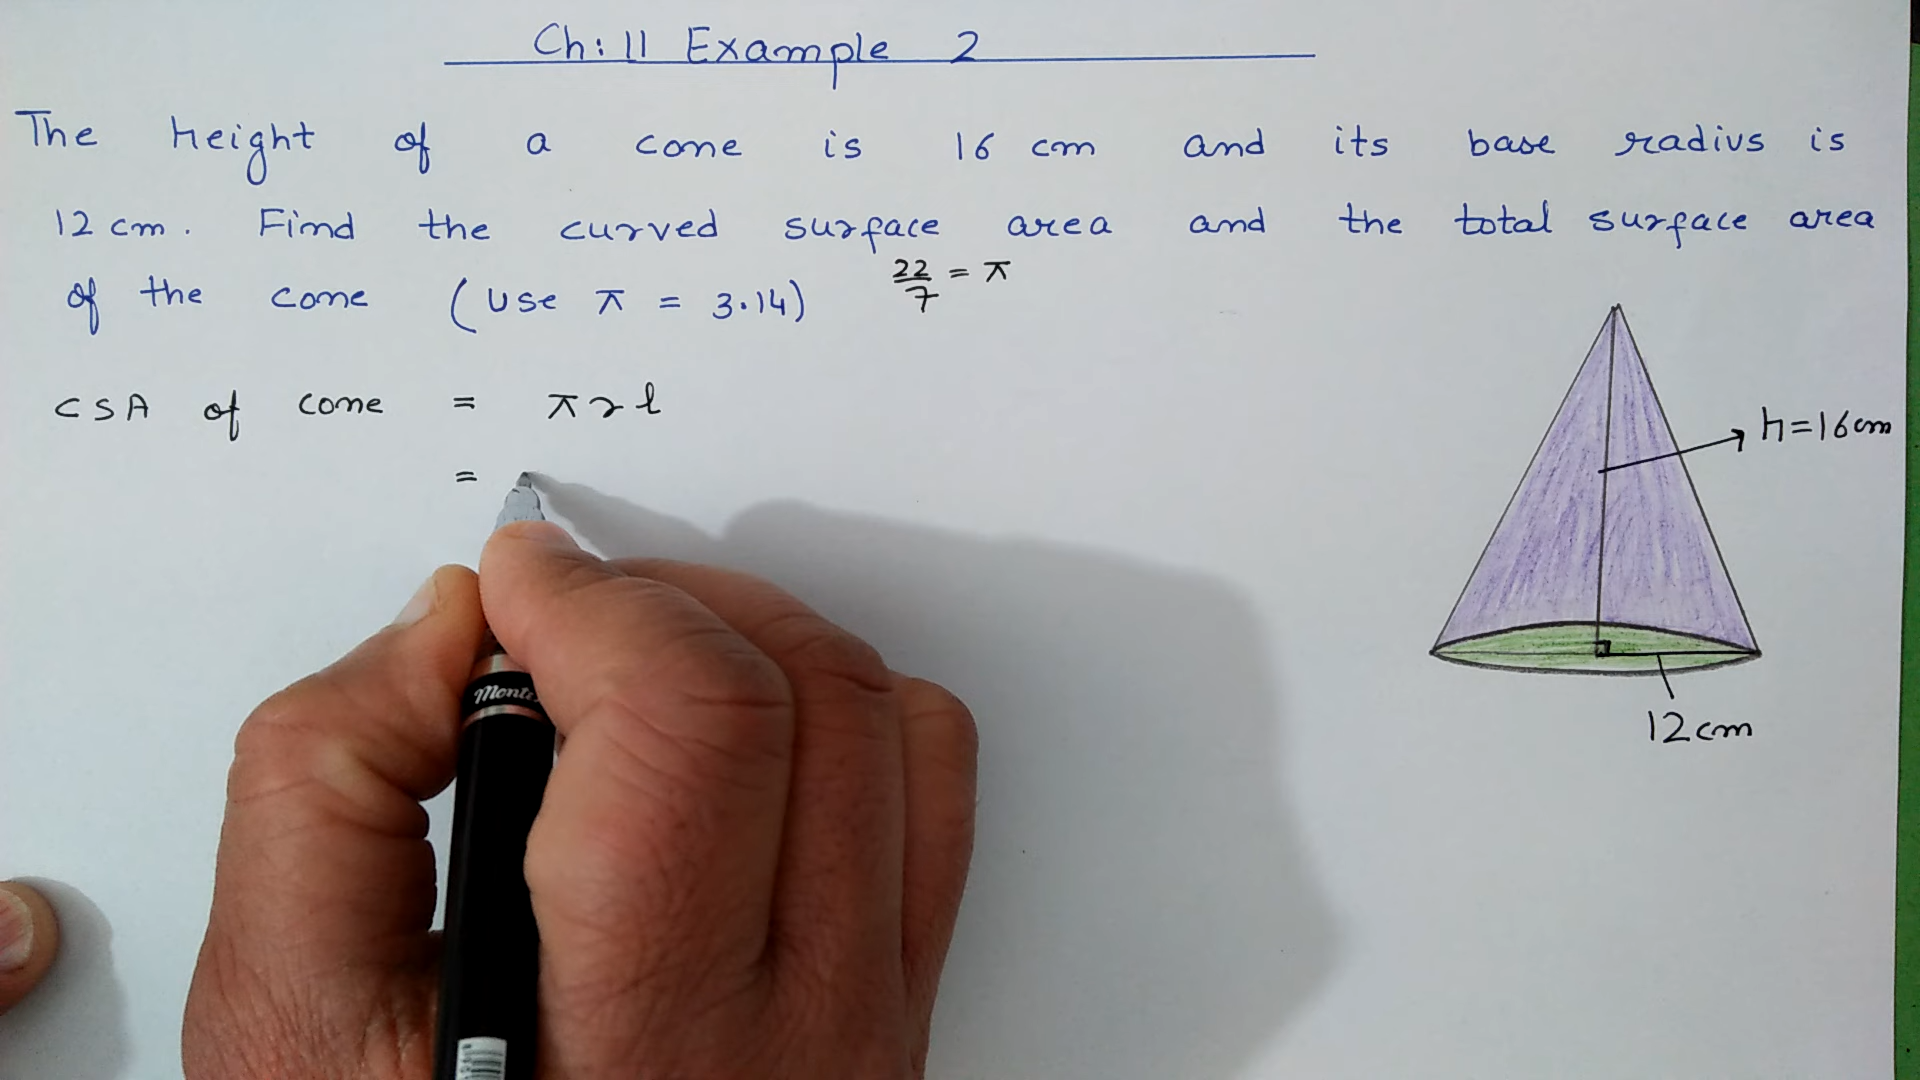 Ch: 11 Example 2
The height of a cone is 16 cm and its base radius is
12 cm. Find the curved surface area and the total surface area
of the cone (use π = 3.14)
22/7 = π
CSA of cone = π r l
=
h=16cm
12cm